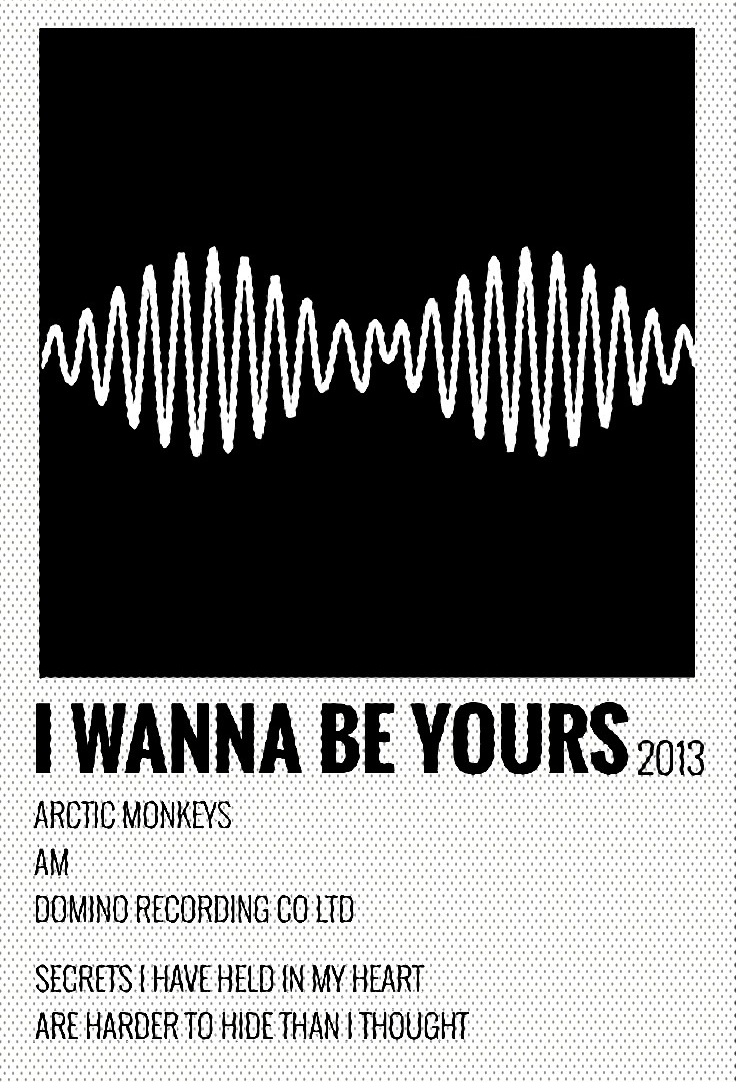 I WANNA BE YOURS 2013
ARCTIC MONKEYS
AM
DOMINO RECORDING CO LTD
SECRETS I HAVE HELD IN MY HEART
ARE HARDER TO HIDE THAN I THOUGHT